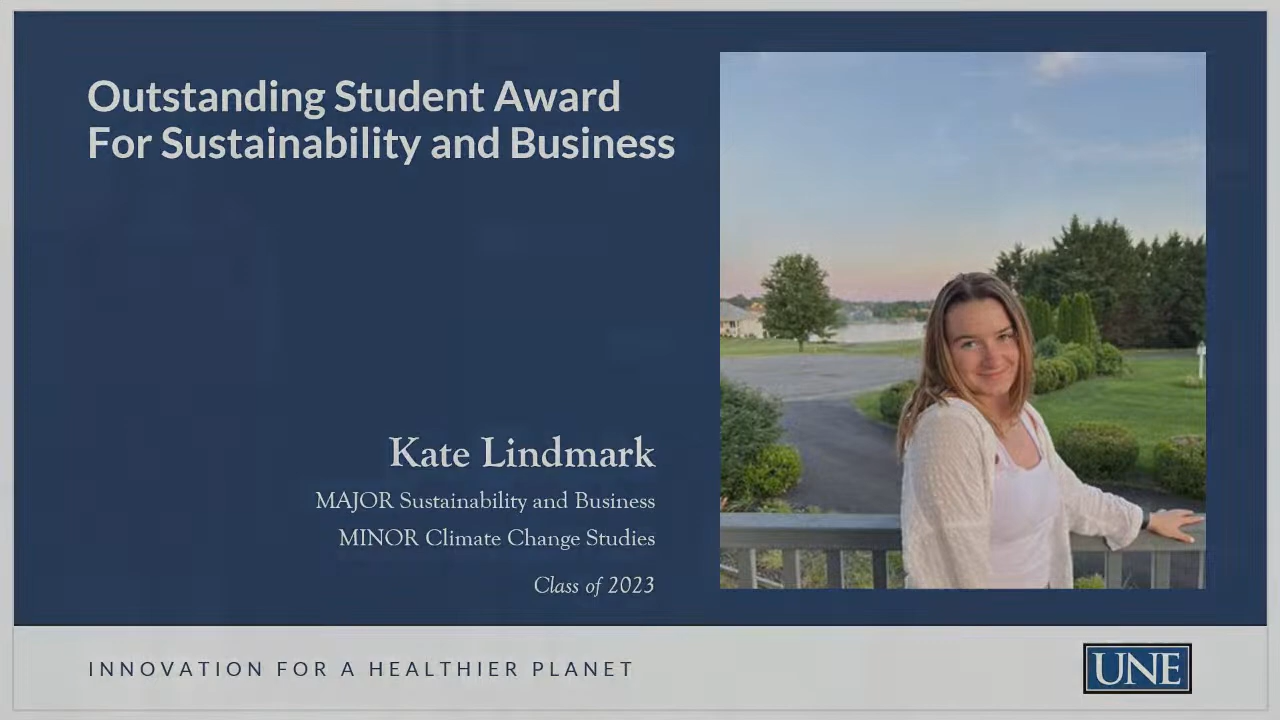 Outstanding Student Award
For Sustainability and Business
Kate Lindmark
MAJOR Sustainability and Business
MINOR Climate Change Studies
Class of 2023
INNOVATION FOR A HEALTHIER PLANET
UNE